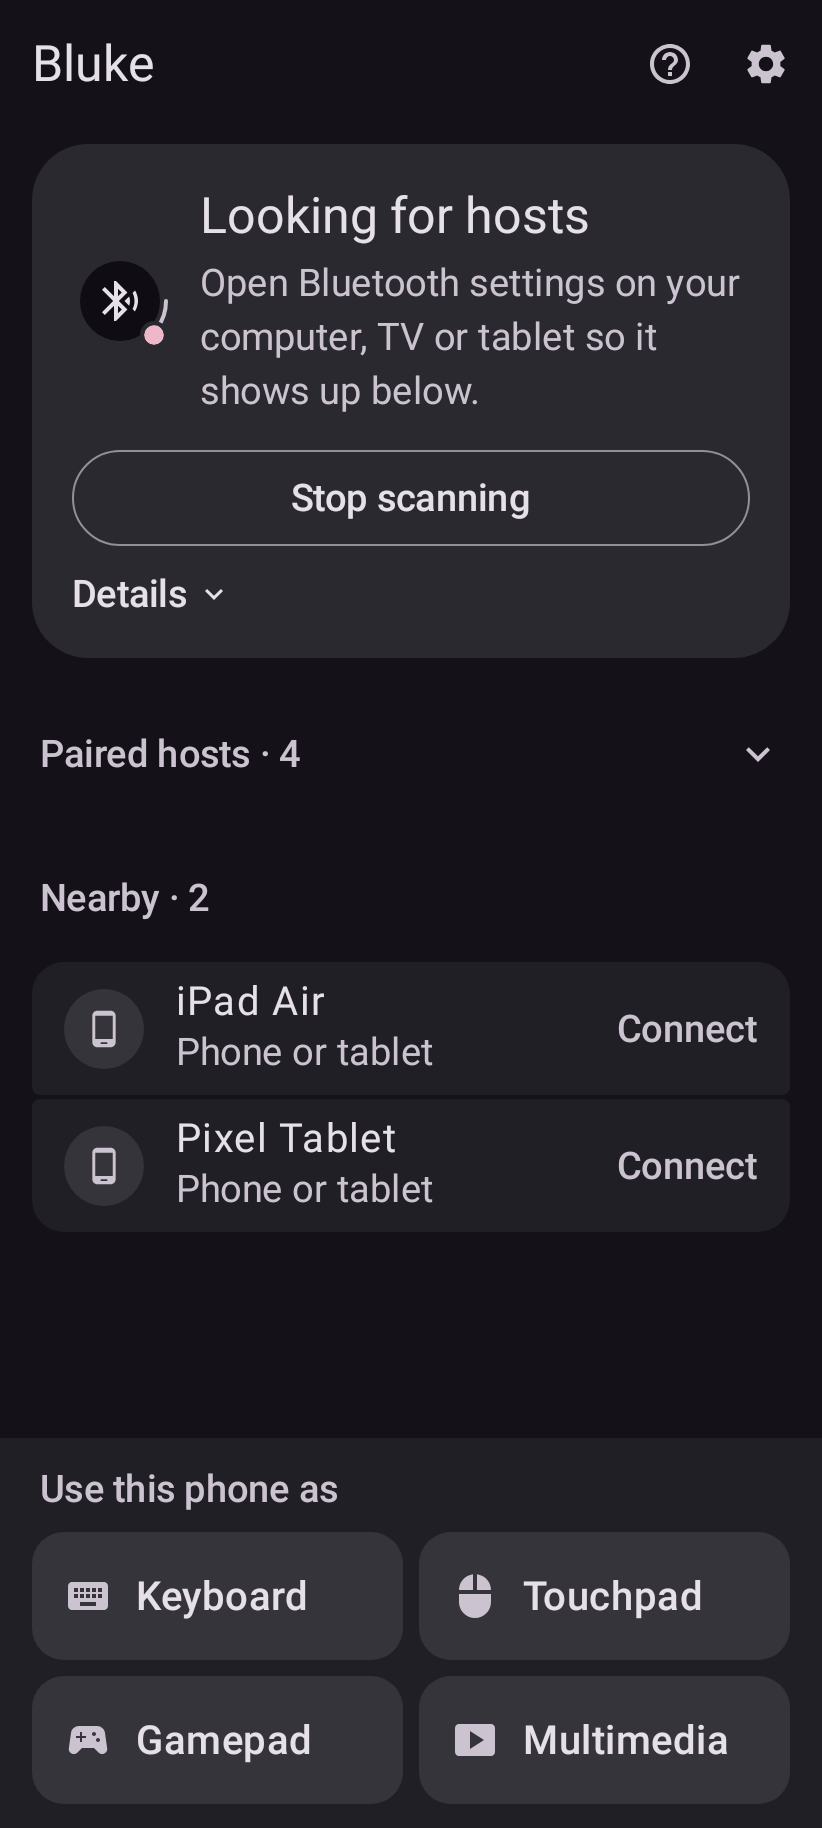 Bluke
Looking for hosts
Open Bluetooth settings on your
computer, TV or tablet so it
shows up below.
Stop scanning
Details
Paired hosts · 4
Nearby · 2
iPad Air
Phone or tablet
Connect
Pixel Tablet
Phone or tablet
Connect
Use this phone as
Keyboard
Touchpad
Gamepad
Multimedia